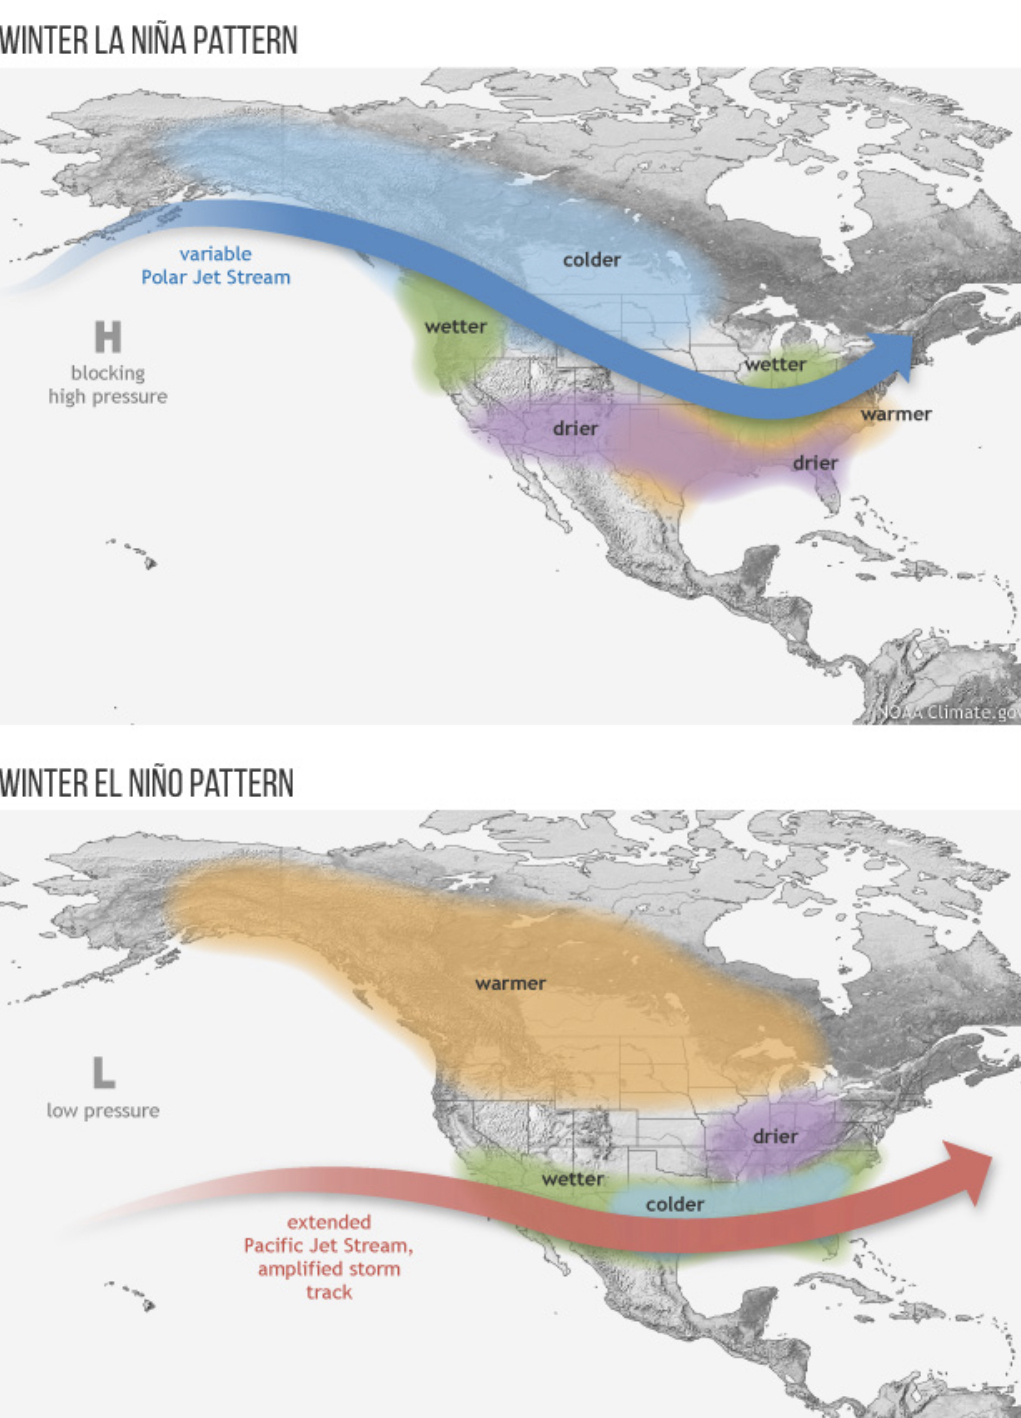 WINTER LA NIÑA PATTERN
variable
Polar Jet Stream
colder
H
blocking
high pressure
wetter
wetter
warmer
drier
drier
NOAA Climate.go
WINTER EL NIÑO PATTERN
warmer
L
low pressure
drier
wetter
colder
extended
Pacific Jet Stream,
amplified storm
track